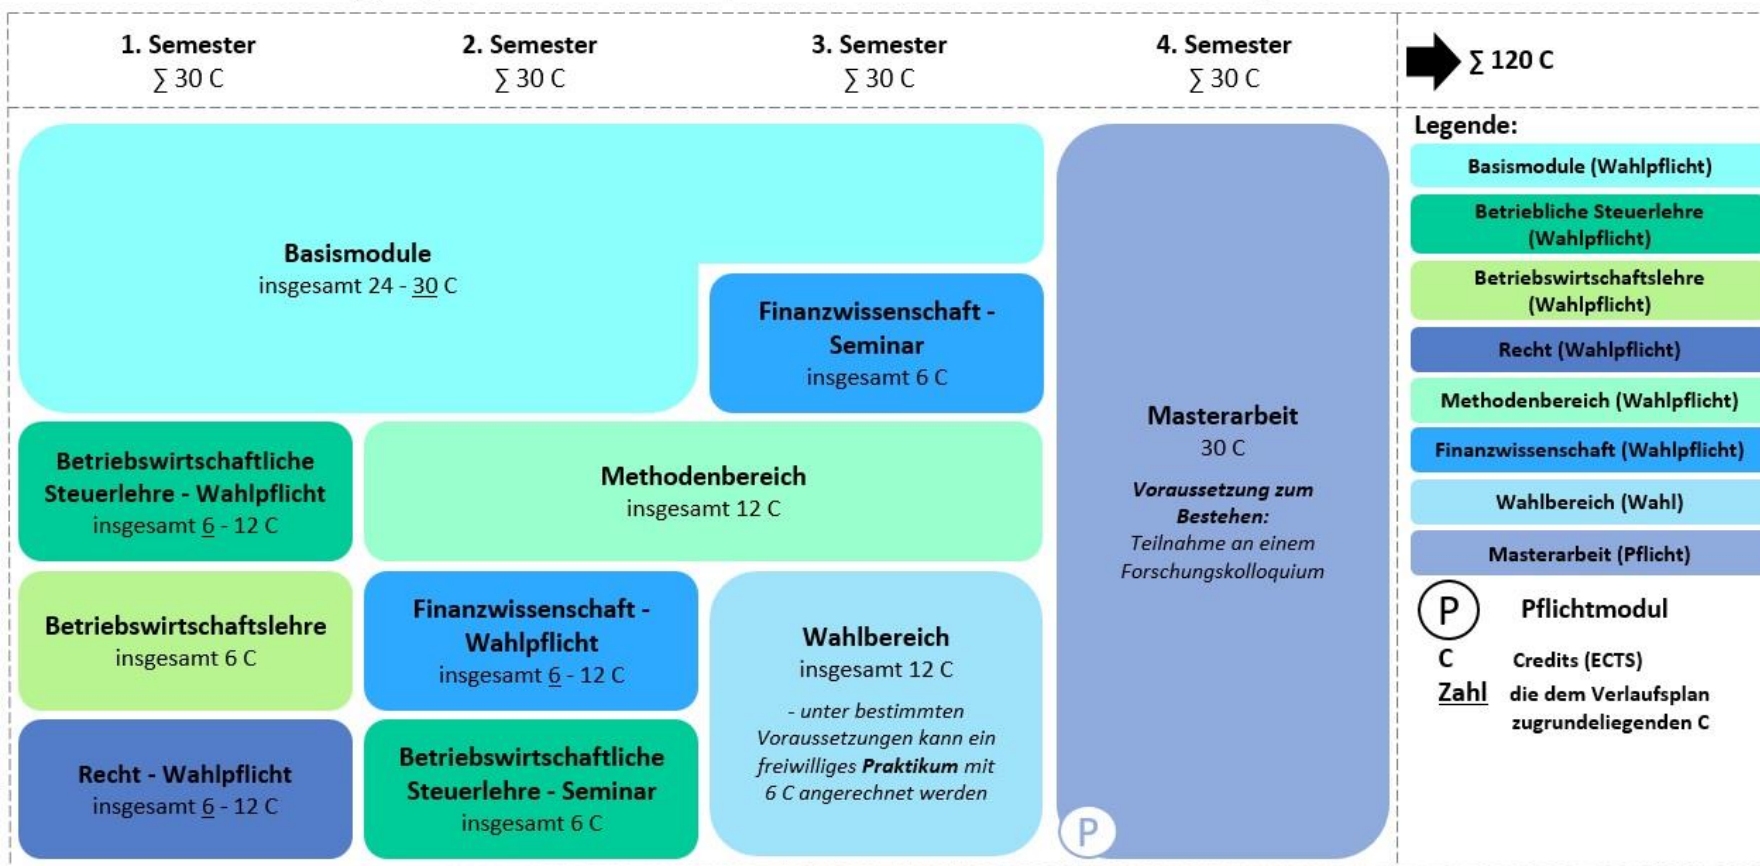 1. Semester
∑ 30 C
2. Semester
∑ 30 C
3. Semester
∑ 30 C
4. Semester
∑ 30 C
∑ 120 C
Basismodule
insgesamt 24 - 30 C
Finanzwissenschaft -
Seminar
insgesamt 6 C
Betriebswirtschaftliche
Steuerlehre - Wahlpflicht
insgesamt 6 - 12 C
Methodenbereich
insgesamt 12 C
Betriebswirtschaftslehre
insgesamt 6 C
Finanzwissenschaft -
Wahlpflicht
insgesamt 6 - 12 C
Wahlbereich
insgesamt 12 C
- unter bestimmten
Voraussetzungen kann ein
freiwilliges Praktikum mit
6 C angerechnet werden
Recht - Wahlpflicht
insgesamt 6 - 12 C
Betriebswirtschaftliche
Steuerlehre - Seminar
insgesamt 6 C
Masterarbeit
30 C
Voraussetzung zum
Bestehen:
Teilnahme an einem
Forschungskolloquium
P
Legende:
Basismodule (Wahlpflicht)
Betriebliche Steuerlehre
(Wahlpflicht)
Betriebswirtschaftslehre
(Wahlpflicht)
Recht (Wahlpflicht)
Methodenbereich (Wahlpflicht)
Finanzwissenschaft (Wahlpflicht)
Wahlbereich (Wahl)
Masterarbeit (Pflicht)
P Pflichtmodul
C Credits (ECTS)
Zahl die dem Verlaufsplan
zugrundeliegenden C